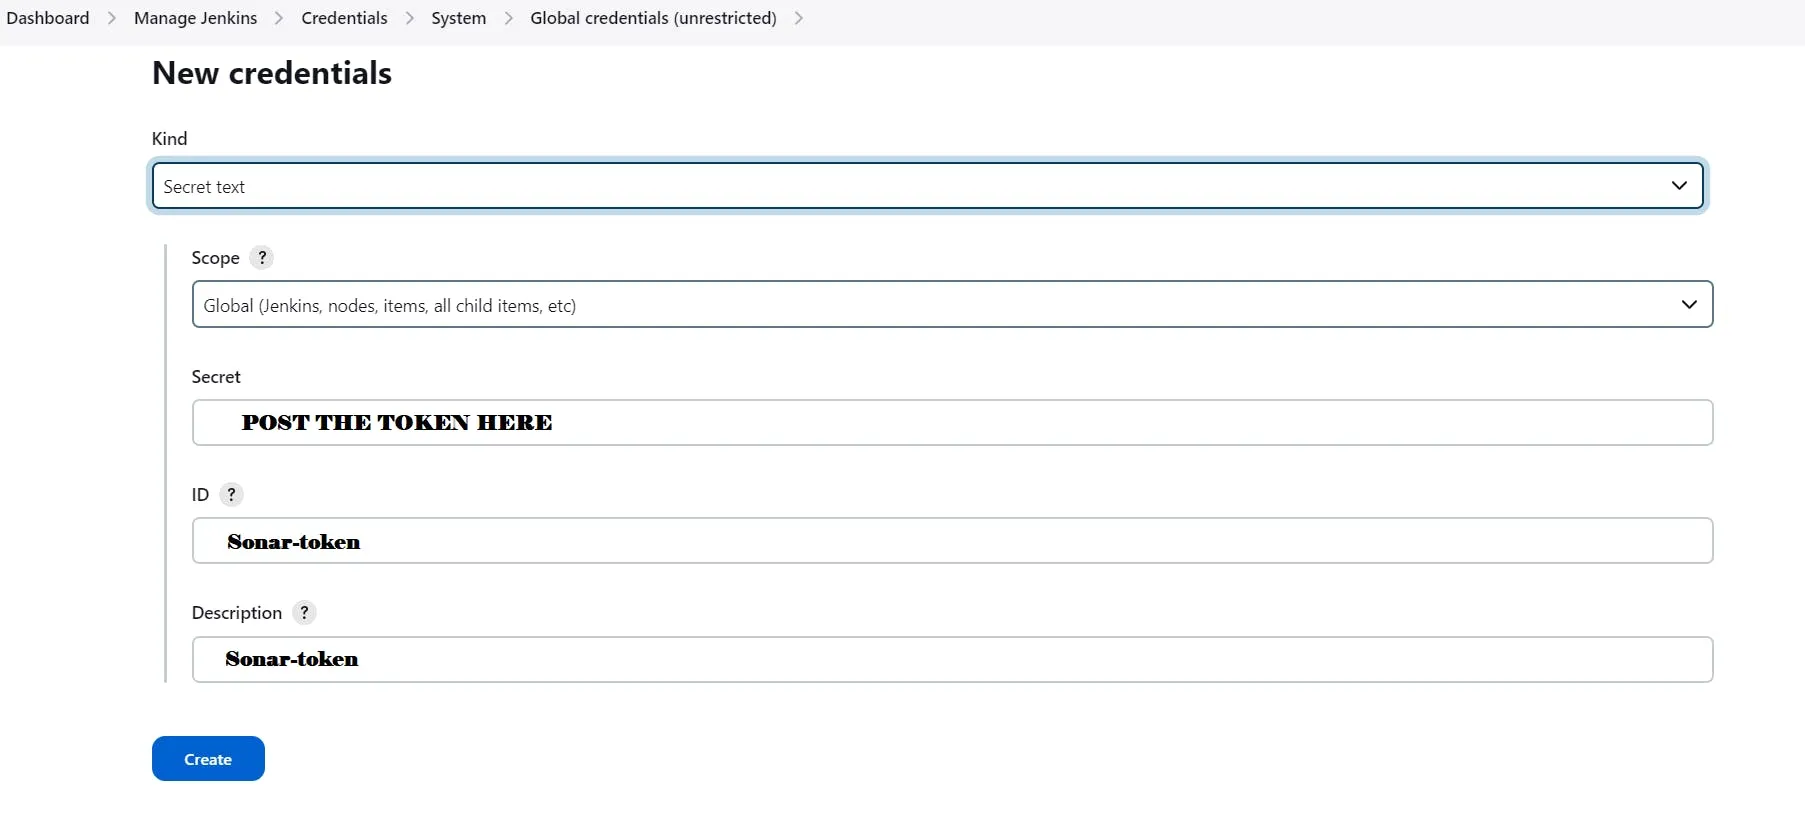 Dashboard > Manage Jenkins > Credentials > System > Global credentials (unrestricted) >
New credentials
Kind
Secret text
Scope ?
Global (Jenkins, nodes, items, all child items, etc)
Secret
POST THE TOKEN HERE
ID ?
Sonar-token
Description ?
Sonar-token
Create